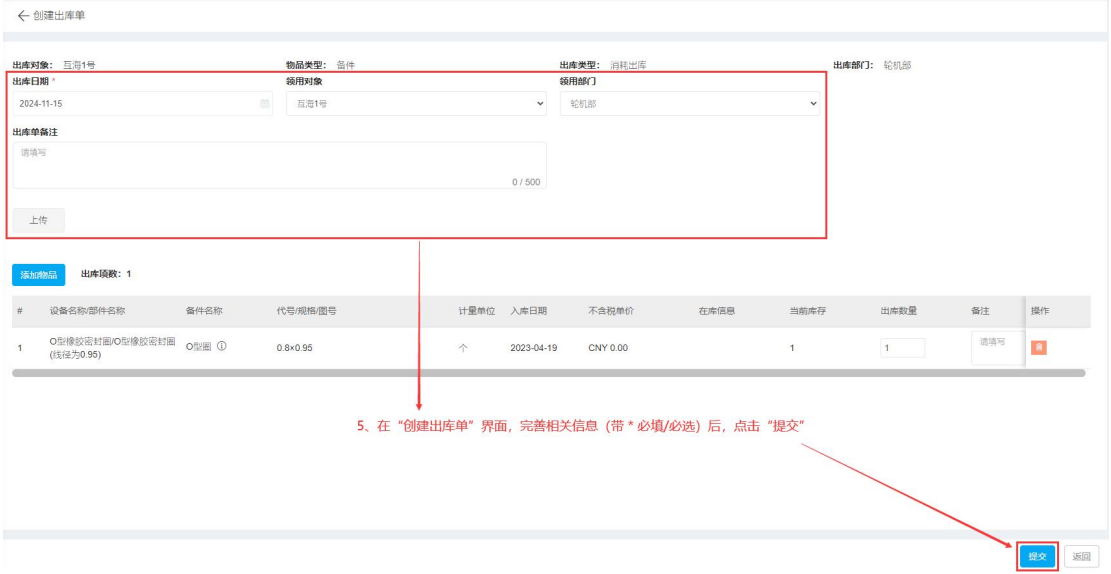 ← 创建出库单
出库对象： 互海1号 物品类型： 备件 出库类型： 消耗出库 出库部门： 轮机部
出库日期 * 领用对象 领用部门
2024-11-15 互海1号 轮机部
出库单备注
请填写
0 / 500
上传
添加物品 出库项数：1
# 设备名称/部件名称 备件名称 代号/规格/图号 计量单位 入库日期 不含税单价 在库信息 当前库存 出库数量 备注 操作
1 O型橡胶密封圈/O型橡胶密封圈(线径为0.95) O型圈 0.8×0.95 个 2023-04-19 CNY 0.00 1 1 请填写
5、在“创建出库单”界面，完善相关信息（带 * 必填/必选）后，点击“提交”
提交 返回